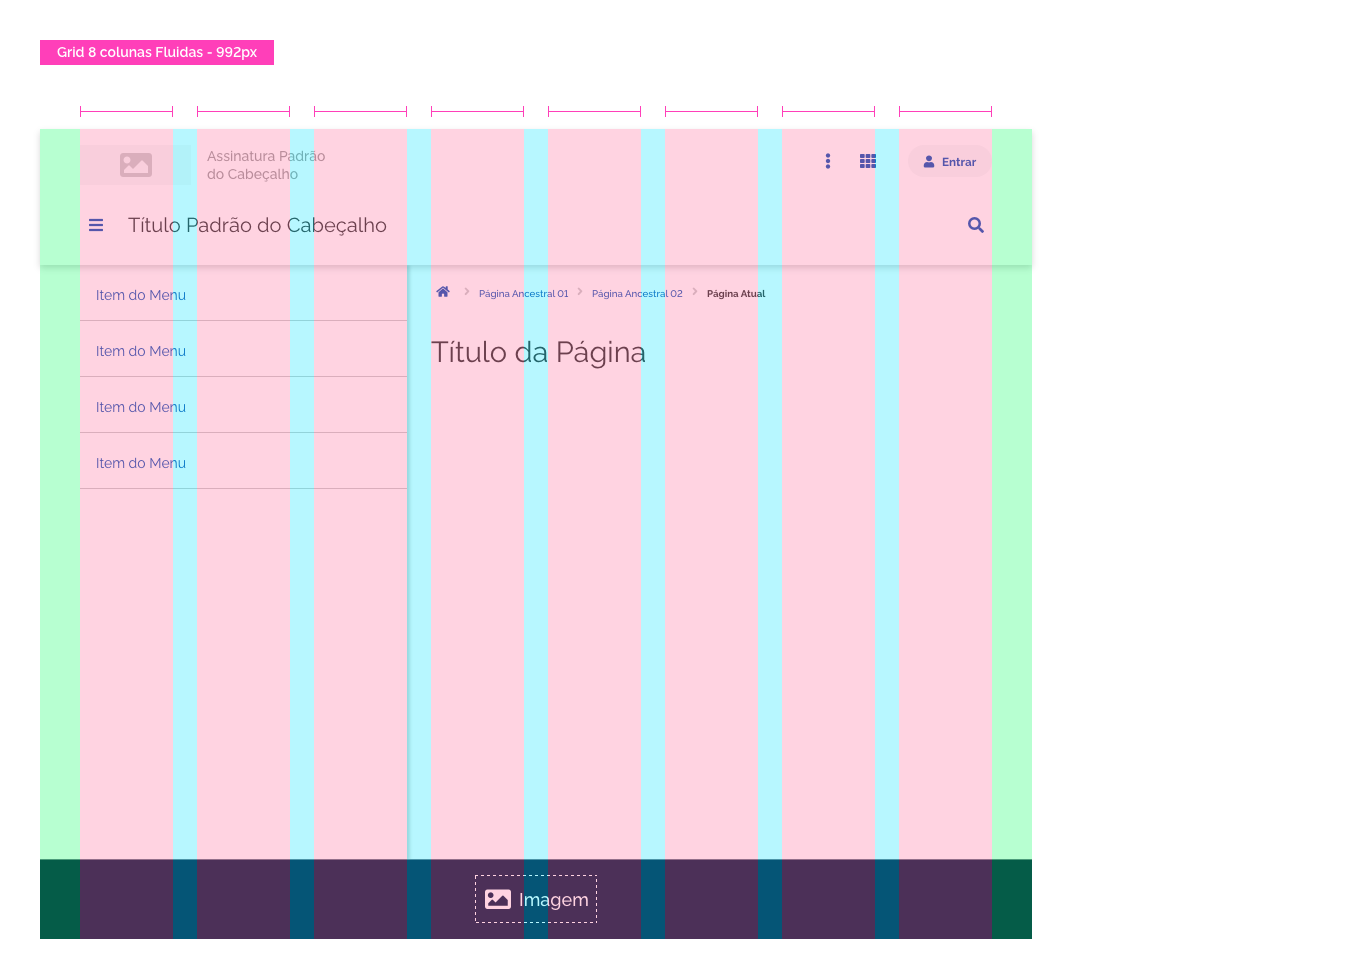 Grid 8 colunas Fluidas - 992px
Assinatura Padrão
do Cabeçalho
Entrar
Título Padrão do Cabeçalho
Item do Menu
Item do Menu
Item do Menu
Item do Menu
Página Ancestral 01 Página Ancestral 02 Página Atual
Título da Página
Imagem